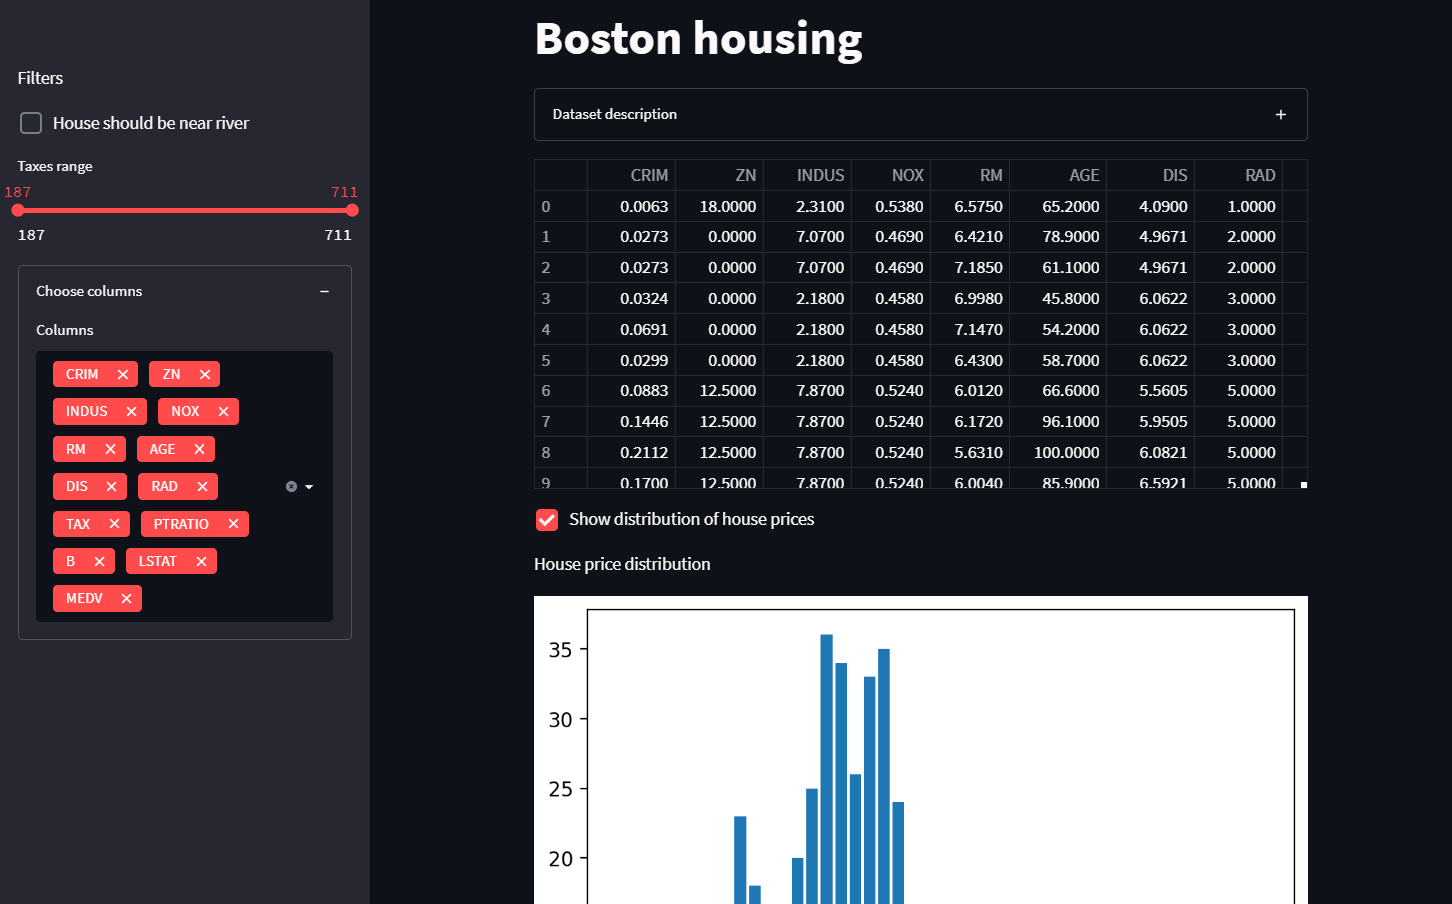 Filters
House should be near river
Taxes range
187 711
187 711
Choose columns −
Columns
CRIM × ZN ×
INDUS × NOX ×
RM × AGE ×
DIS × RAD ×
TAX × PTRATIO ×
B × LSTAT ×
MEDV ×
Boston housing
Dataset description +
CRIM ZN INDUS NOX RM AGE DIS RAD
0 0.0063 18.0000 2.3100 0.5380 6.5750 65.2000 4.0900 1.0000
1 0.0273 0.0000 7.0700 0.4690 6.4210 78.9000 4.9671 2.0000
2 0.0273 0.0000 7.0700 0.4690 7.1850 61.1000 4.9671 2.0000
3 0.0324 0.0000 2.1800 0.4580 6.9980 45.8000 6.0622 3.0000
4 0.0691 0.0000 2.1800 0.4580 7.1470 54.2000 6.0622 3.0000
5 0.0299 0.0000 2.1800 0.4580 6.4300 58.7000 6.0622 3.0000
6 0.0883 12.5000 7.8700 0.5240 6.0120 66.6000 5.5605 5.0000
7 0.1446 12.5000 7.8700 0.5240 6.1720 96.1000 5.9505 5.0000
8 0.2112 12.5000 7.8700 0.5240 5.6310 100.0000 6.0821 5.0000
9 0.1700 12.5000 7.8700 0.5240 6.0040 85.9000 6.5921 5.0000
Show distribution of house prices
House price distribution
35
30
25
20